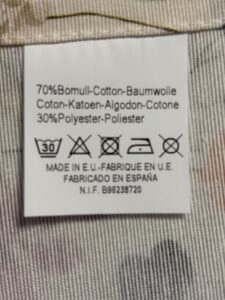 70%Bomull-Cotton-Baumwolle
Coton-Katoen-Algodon-Cotone
30%Polyester-Poliester
30
MADE IN E.U.-FABRIQUE EN U.E.
FABRICADO EN ESPAÑA
N.I.F. B98238720